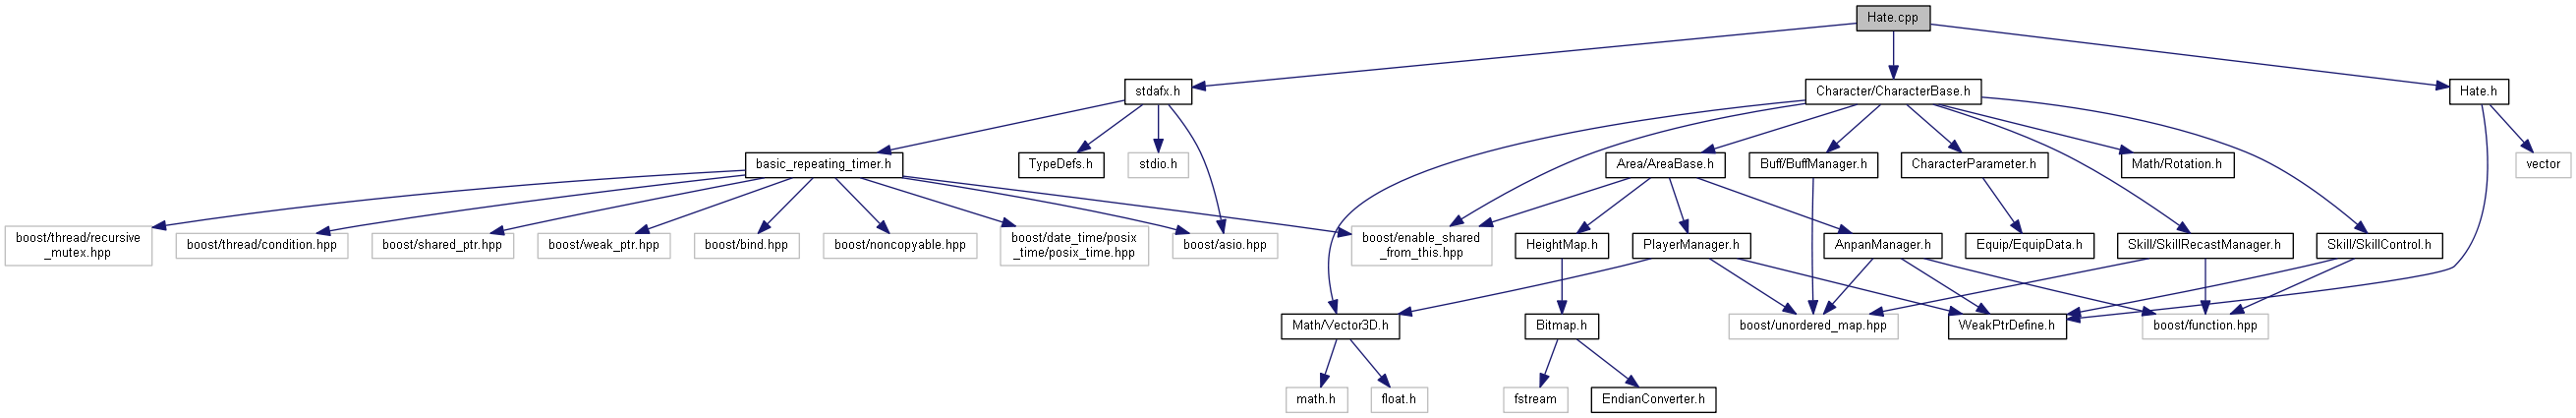 Hate.cpp
stdafx.h
Character/CharacterBase.h
Hate.h
basic_repeating_timer.h
TypeDefs.h
stdio.h
Area/AreaBase.h
Buff/BuffManager.h
CharacterParameter.h
Math/Rotation.h
vector
boost/thread/recursive
_mutex.hpp
boost/thread/condition.hpp
boost/shared_ptr.hpp
boost/weak_ptr.hpp
boost/bind.hpp
boost/noncopyable.hpp
boost/date_time/posix
_time/posix_time.hpp
boost/asio.hpp
boost/enable_shared
_from_this.hpp
HeightMap.h
PlayerManager.h
AnpanManager.h
Equip/EquipData.h
Skill/SkillRecastManager.h
Skill/SkillControl.h
Math/Vector3D.h
Bitmap.h
boost/unordered_map.hpp
WeakPtrDefine.h
boost/function.hpp
math.h
float.h
fstream
EndianConverter.h